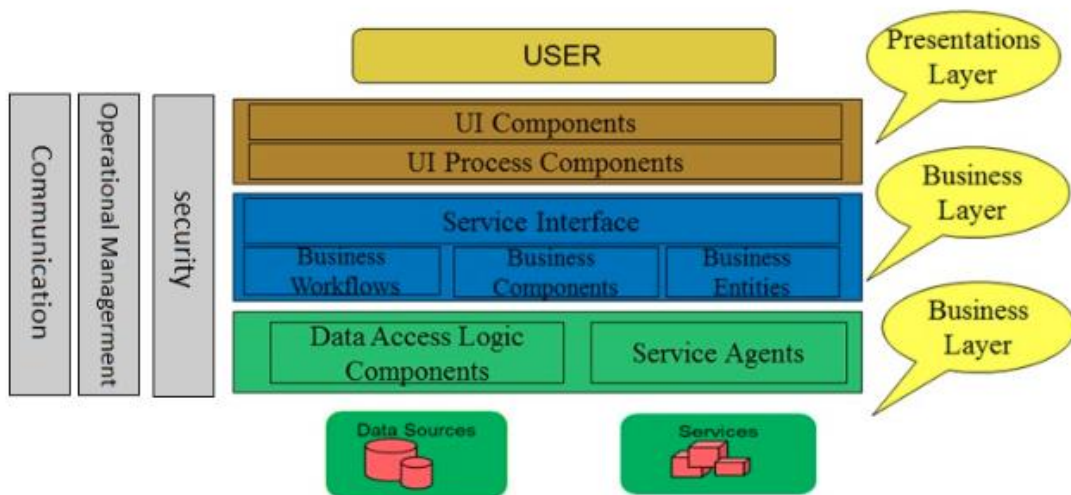 USER
Presentations
Layer
Communication
Operational Managerment
security
UI Components
UI Process Components
Business
Layer
Service Interface
Business
Workflows
Business
Components
Business
Entities
Business
Layer
Data Access Logic
Components
Service Agents
Data Sources
Services